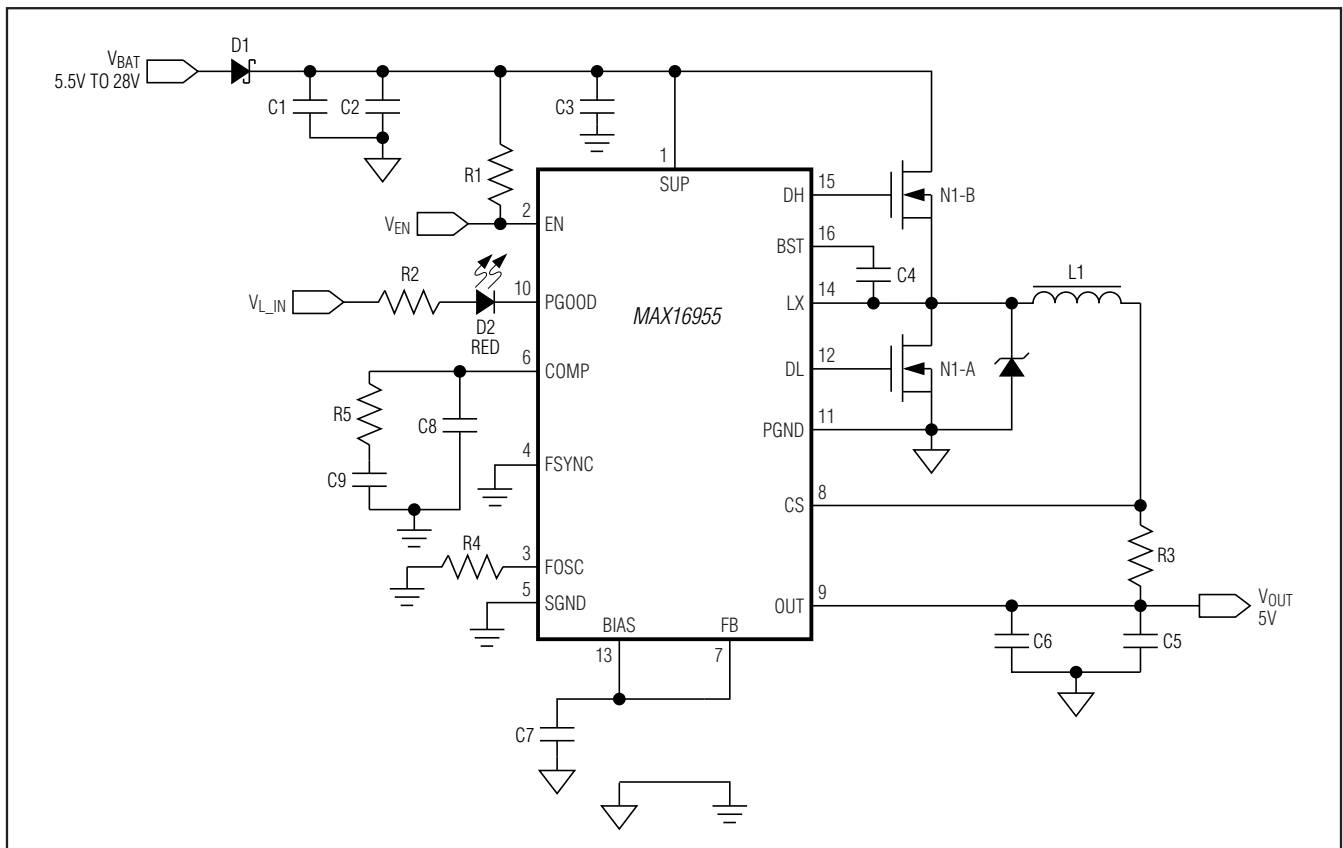 D1
VBAT
5.5V TO 28V
C1
C2
C3
R1
1
SUP
DH
15
N1-B
VEN
2
EN
BST
16
C4
L1
VL_IN
R2
D2
RED
10
PGOOD
LX
14
MAX16955
6
COMP
DL
12
N1-A
R5
C8
C9
PGND
11
4
FSYNC
CS
8
R3
R4
3
FOSC
5
SGND
OUT
9
VOUT
5V
BIAS
FB
13
7
C6
C5
C7